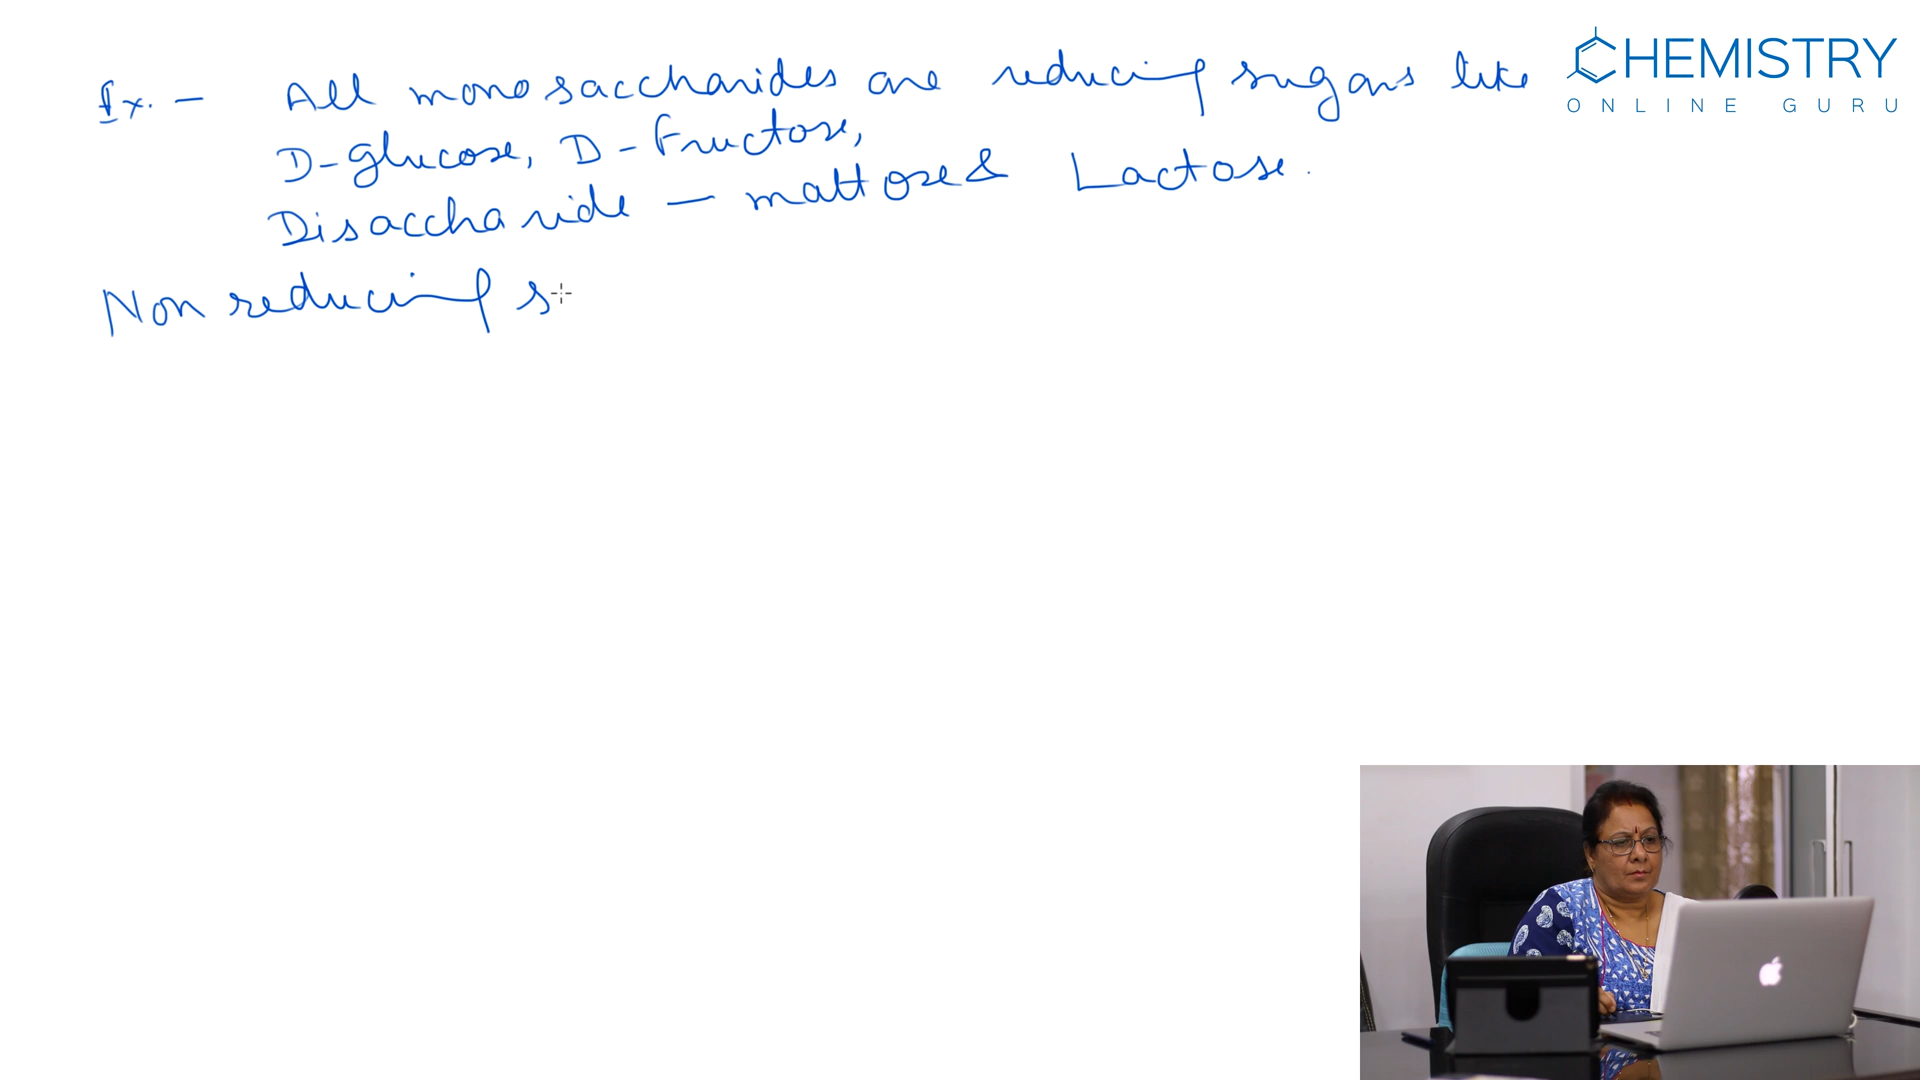 Ex. - All monosaccharides are reducing sugars like
D-glucose, D-Fructose,
Disaccharide - maltose & Lactose.
Non reducing s
CHEMISTRY
ONLINE GURU